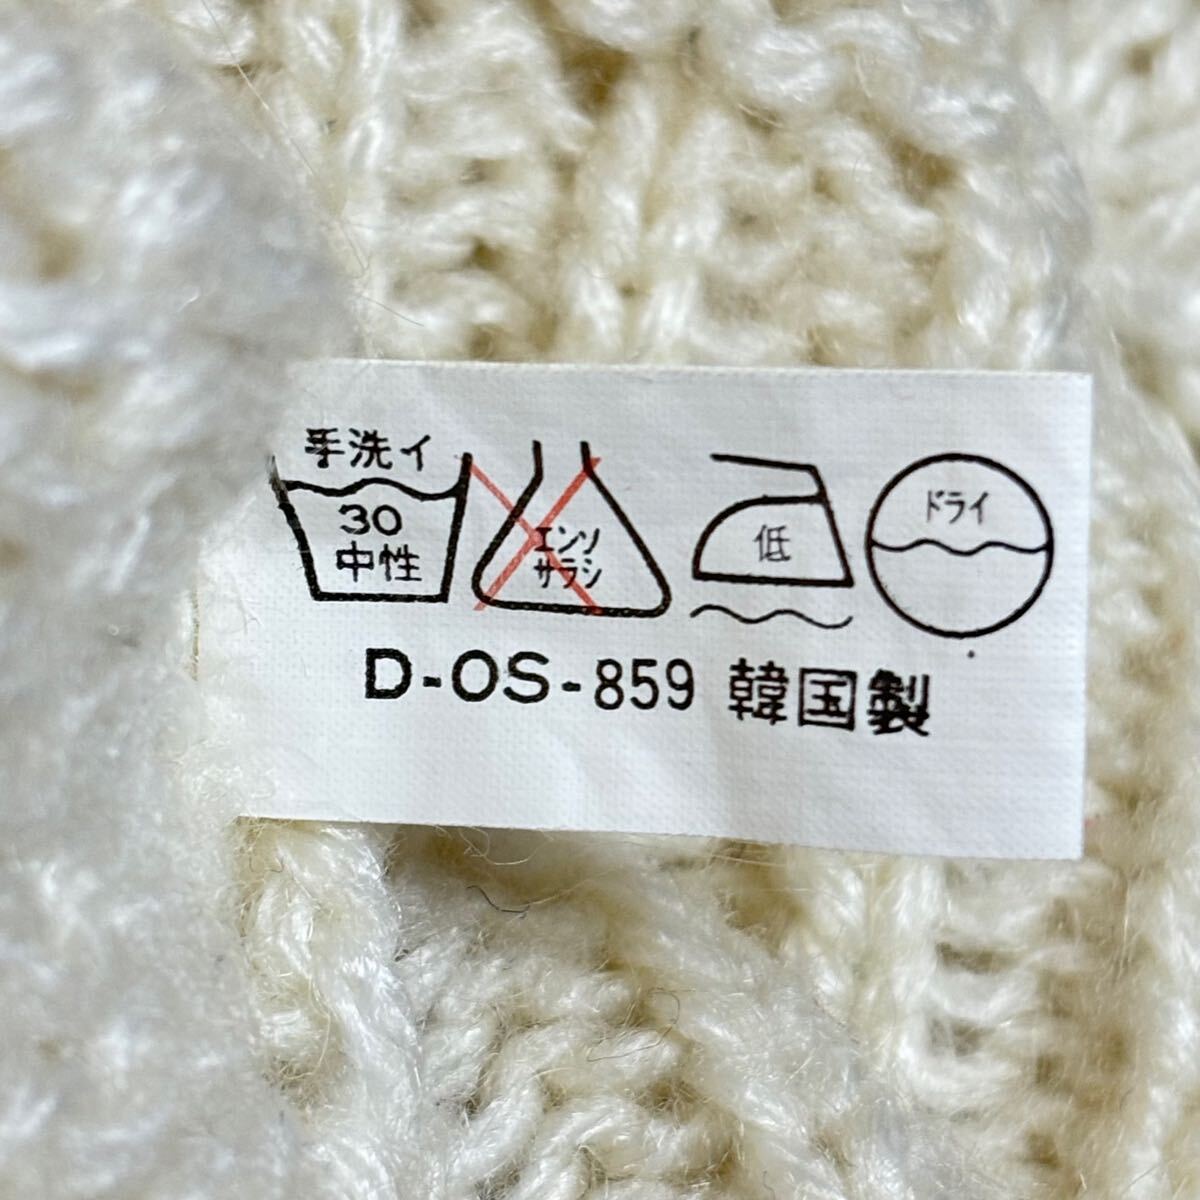 手洗イ
30
中性
エンソ
サラシ
低
ドライ
D-OS-859 韓国製